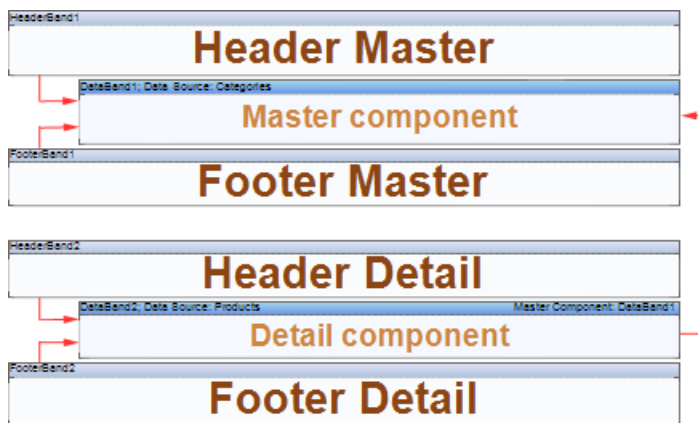 HeaderBand1
Header Master
DataBand1; Data Source: Categories
Master component
FooterBand1
Footer Master
HeaderBand2
Header Detail
DataBand2; Data Source: Products Master Component: DataBand1
Detail component
FooterBand2
Footer Detail